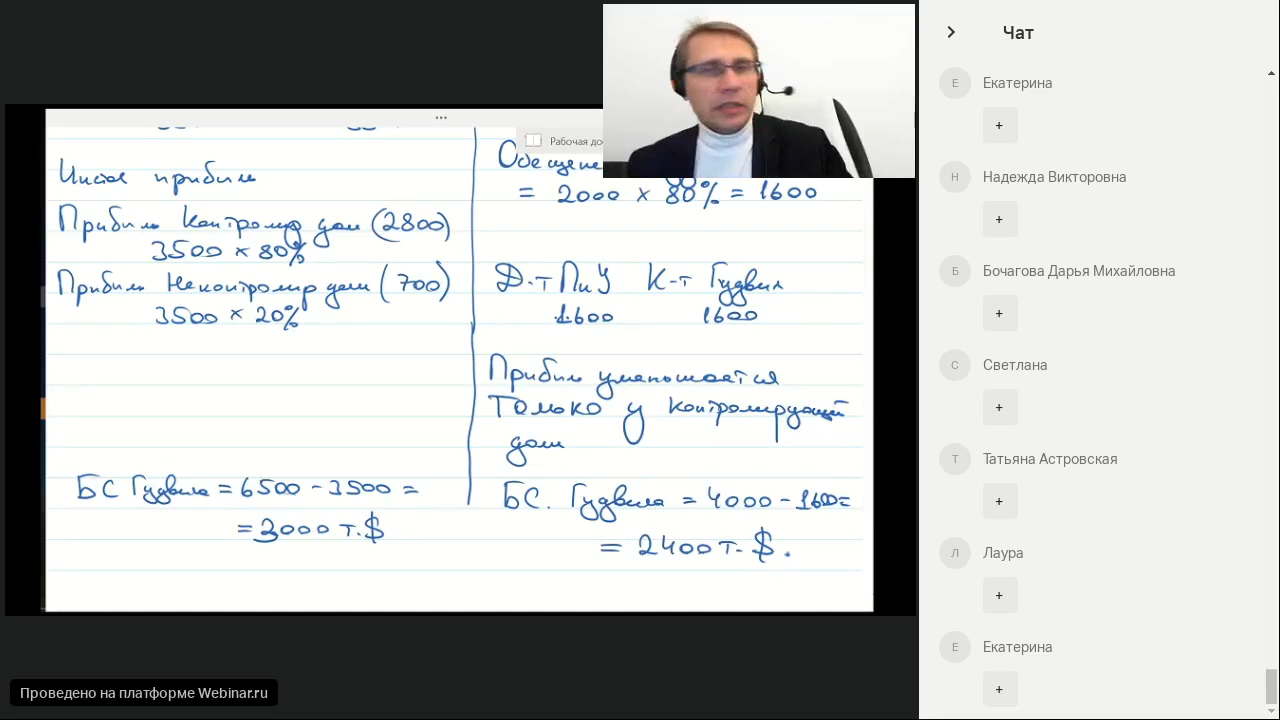 Рабочая до
Чистая прибыль
Прибыль Контролир доли (2800)
3500 × 80%
Прибыль Неконтролир доли (700)
3500 × 20%
БС Гудвила = 6500 - 3500 =
= 3000 т. $
= 2000 × 80% = 1600
Д-т ПиУ К-т Гудвил
1600 1600
Прибыль уменьшается
Только у контролирующей
доли
БС. Гудвила = 4000 - 1600 =
= 2400 т. $.
Чат
Е Екатерина
+
Н Надежда Викторовна
+
Б Бочагова Дарья Михайловна
+
С Светлана
+
Т Татьяна Астровская
+
Л Лаура
+
Е Екатерина
+
Проведено на платформе Webinar.ru